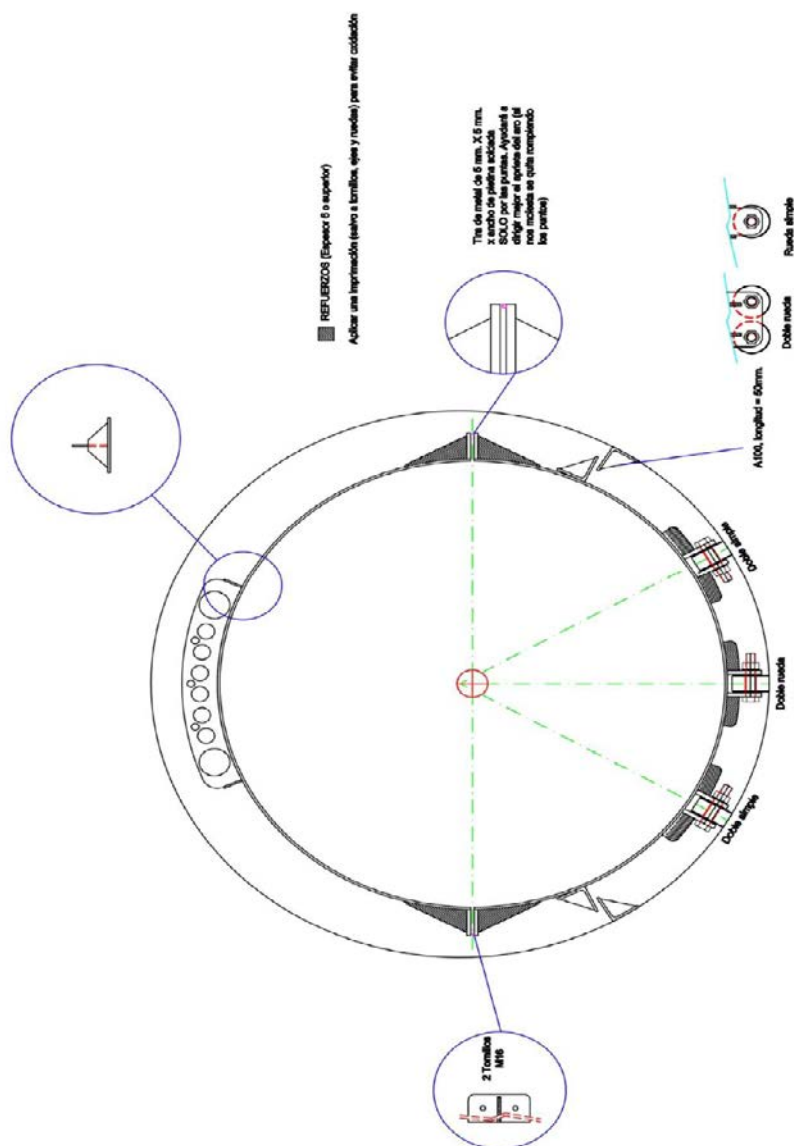 REFUERZOS (Espesor 5 o superior)
Aplicar una imprimación (salvo a tornillos, ejes y ruedas) para evitar oxidación
Tira de metal de 5 mm. X 5 mm.
x ancho de pletina soldada
SOLO por las puntas. Ayudará a
dirigir mejor el apriete del aro (si
nos molesta se quita rompiendo
los puntos)
2 Tornillos
M16
Doble simple
Doble rueda
Doble simple
A100, longitud = 50mm.
Doble rueda
Rueda simple